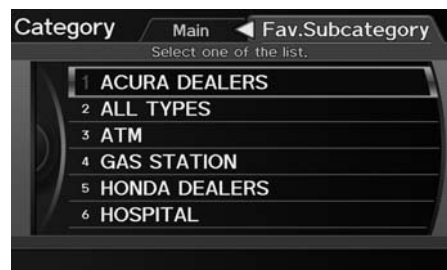 Category Main Fav.Subcategory
Select one of the list.
1 ACURA DEALERS
2 ALL TYPES
3 ATM
4 GAS STATION
5 HONDA DEALERS
6 HOSPITAL